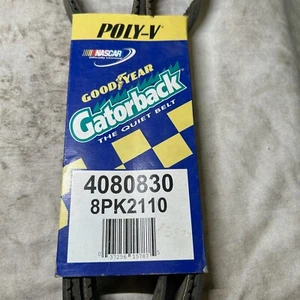 POLY-V
NASCAR
GOODYEAR
Gatorback
THE QUIET BELT
4080830
8PK2110